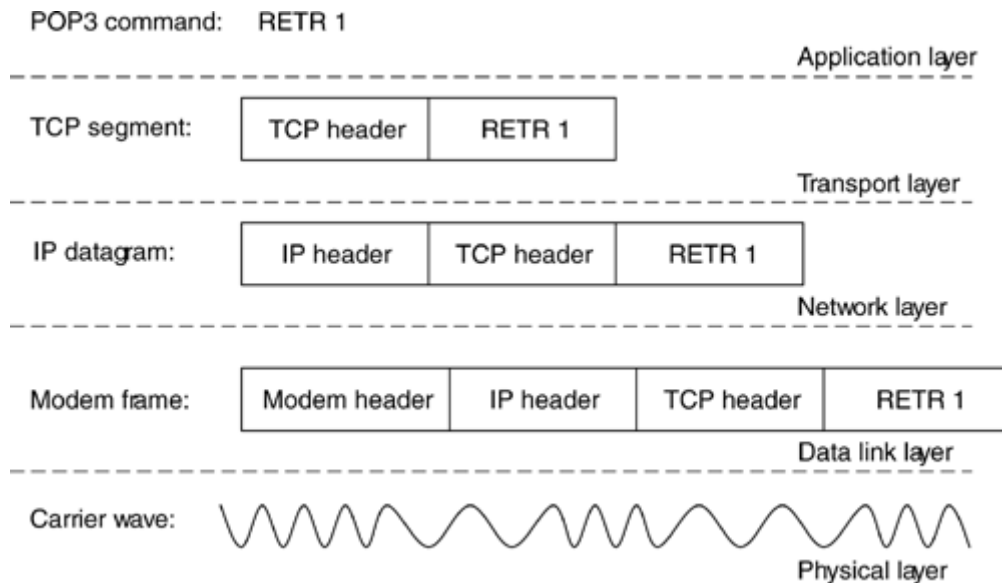 POP3 command: RETR 1
Application layer
TCP segment: TCP header RETR 1
Transport layer
IP datagram: IP header TCP header RETR 1
Network layer
Modem frame: Modem header IP header TCP header RETR 1
Data link layer
Carrier wave:
Physical layer